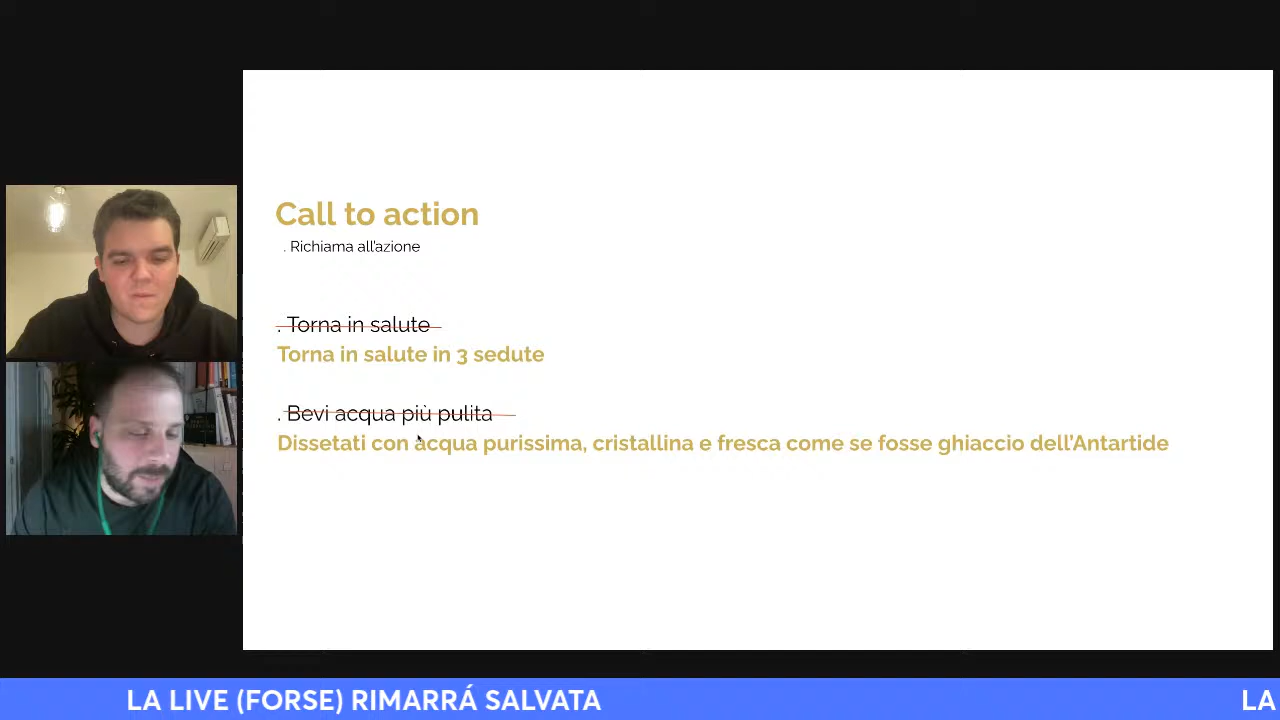 Call to action
. Richiama all'azione
. Torna in salute
Torna in salute in 3 sedute
. Bevi acqua più pulita
Dissetati con acqua purissima, cristallina e fresca come se fosse ghiaccio dell'Antartide
LA LIVE (FORSE) RIMARRÁ SALVATA
LA